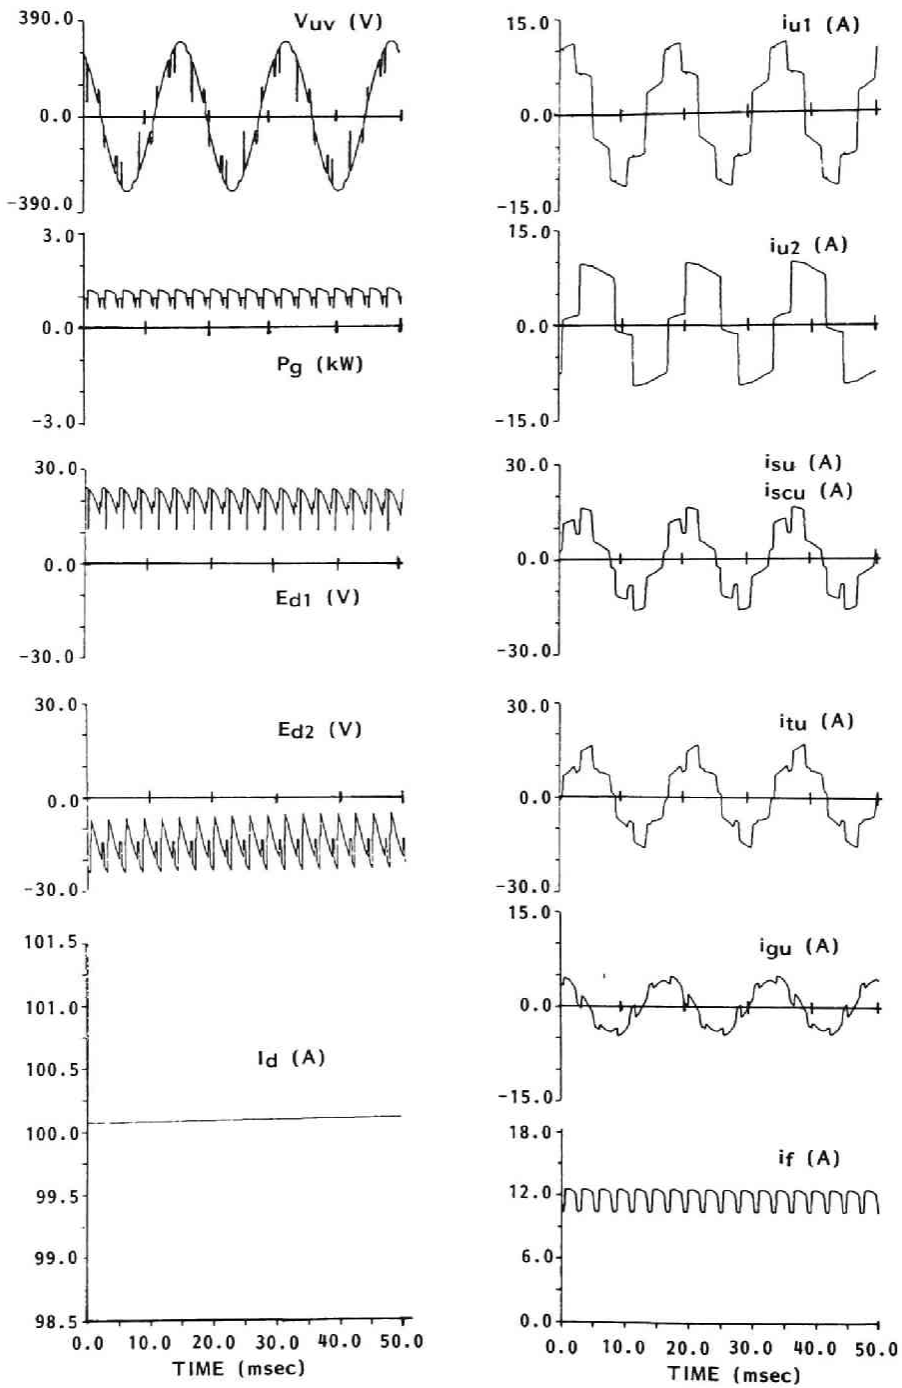 390.0
Vuv (V)
0.0
-390.0
3.0
0.0
Pg (kW)
-3.0
30.0
0.0
Ed1 (V)
-30.0
30.0
Ed2 (V)
0.0
-30.0
101.5
101.0
100.5
Id (A)
100.0
99.5
99.0
98.5
0.0 10.0 20.0 30.0 40.0 50.0
TIME (msec)
15.0
iu1 (A)
0.0
-15.0
15.0
iu2 (A)
0.0
-15.0
30.0
isu (A)
iscu (A)
0.0
-30.0
30.0
itu (A)
0.0
-30.0
15.0
igu (A)
0.0
-15.0
18.0
if (A)
12.0
6.0
0.0
0.0 10.0 20.0 30.0 40.0 50.0
TIME (msec)